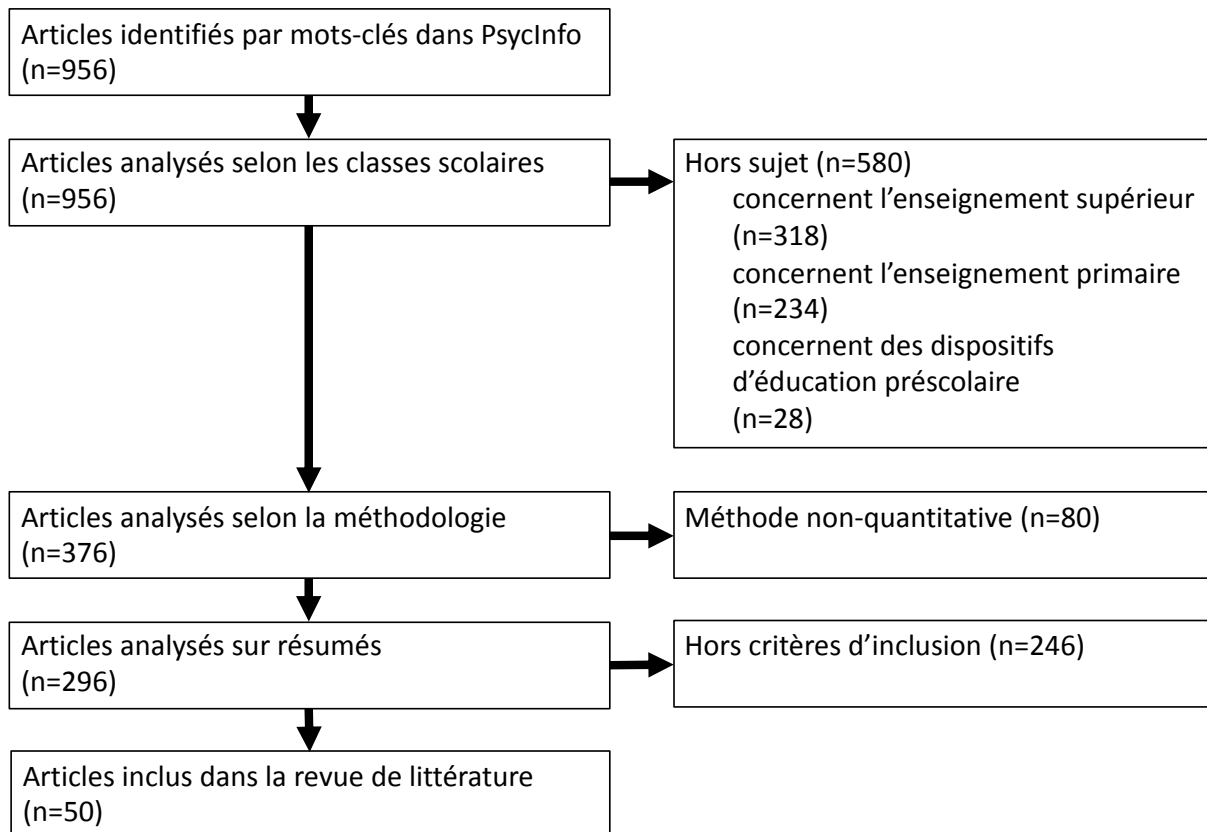 Articles identifiés par mots-clés dans PsycInfo
(n=956)
Articles analysés selon les classes scolaires
(n=956)
Hors sujet (n=580)
concernent l’enseignement supérieur
(n=318)
concernent l’enseignement primaire
(n=234)
concernent des dispositifs
d’éducation préscolaire
(n=28)
Articles analysés selon la méthodologie
(n=376)
Méthode non-quantitative (n=80)
Articles analysés sur résumés
(n=296)
Hors critères d’inclusion (n=246)
Articles inclus dans la revue de littérature
(n=50)